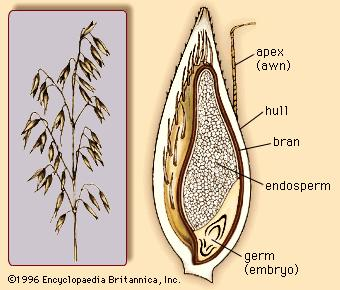 apex
(awn)
hull
bran
endosperm
germ
(embryo)
©1996 Encyclopaedia Britannica, Inc.